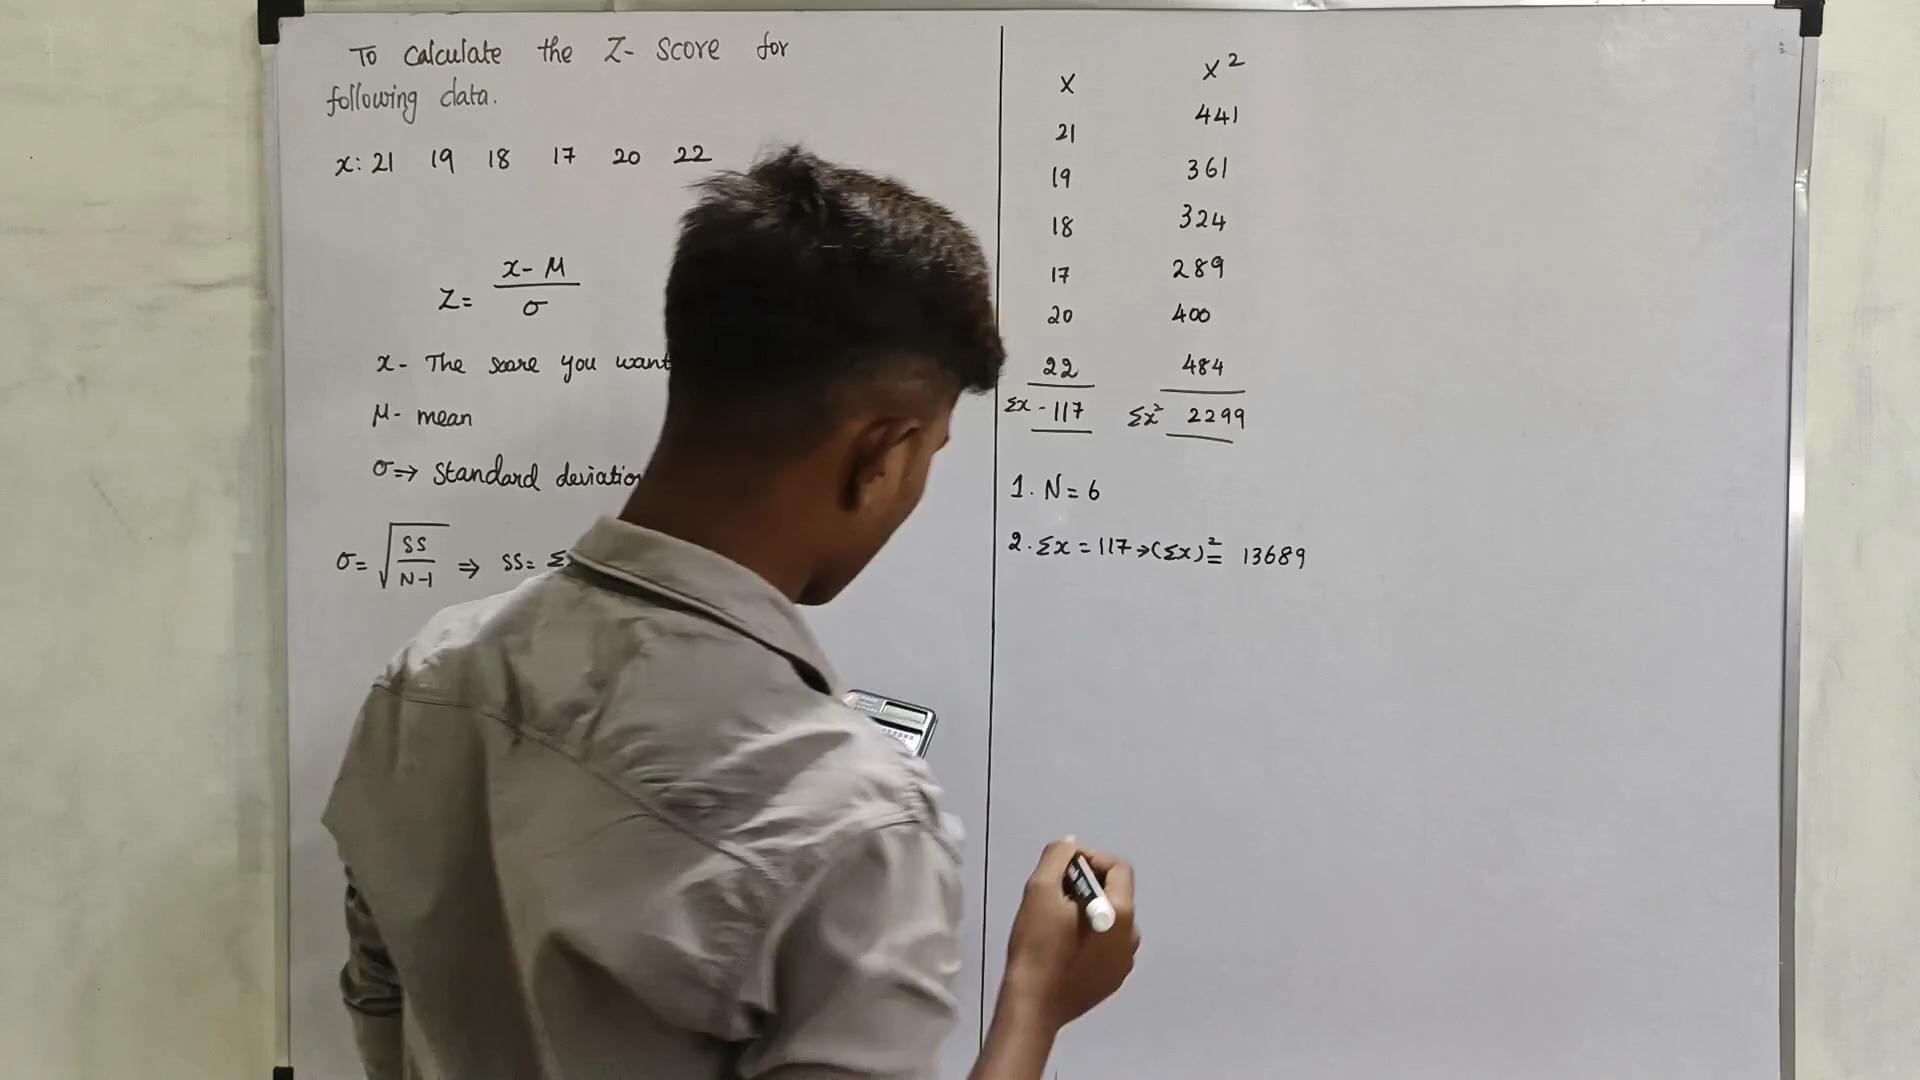 To calculate the Z- score for
following data.
x: 21 19 18 17 20 22
Z= x- μ / σ
x- The score you want
μ- mean
σ⇒ Standard deviation
σ= √ SS / N-1 ⇒ SS= Σ
X X²
21 441
19 361
18 324
17 289
20 400
22 484
Σx - 117 Σx² 2299
1. N = 6
2. Σx = 117 → (Σx)² = 13689